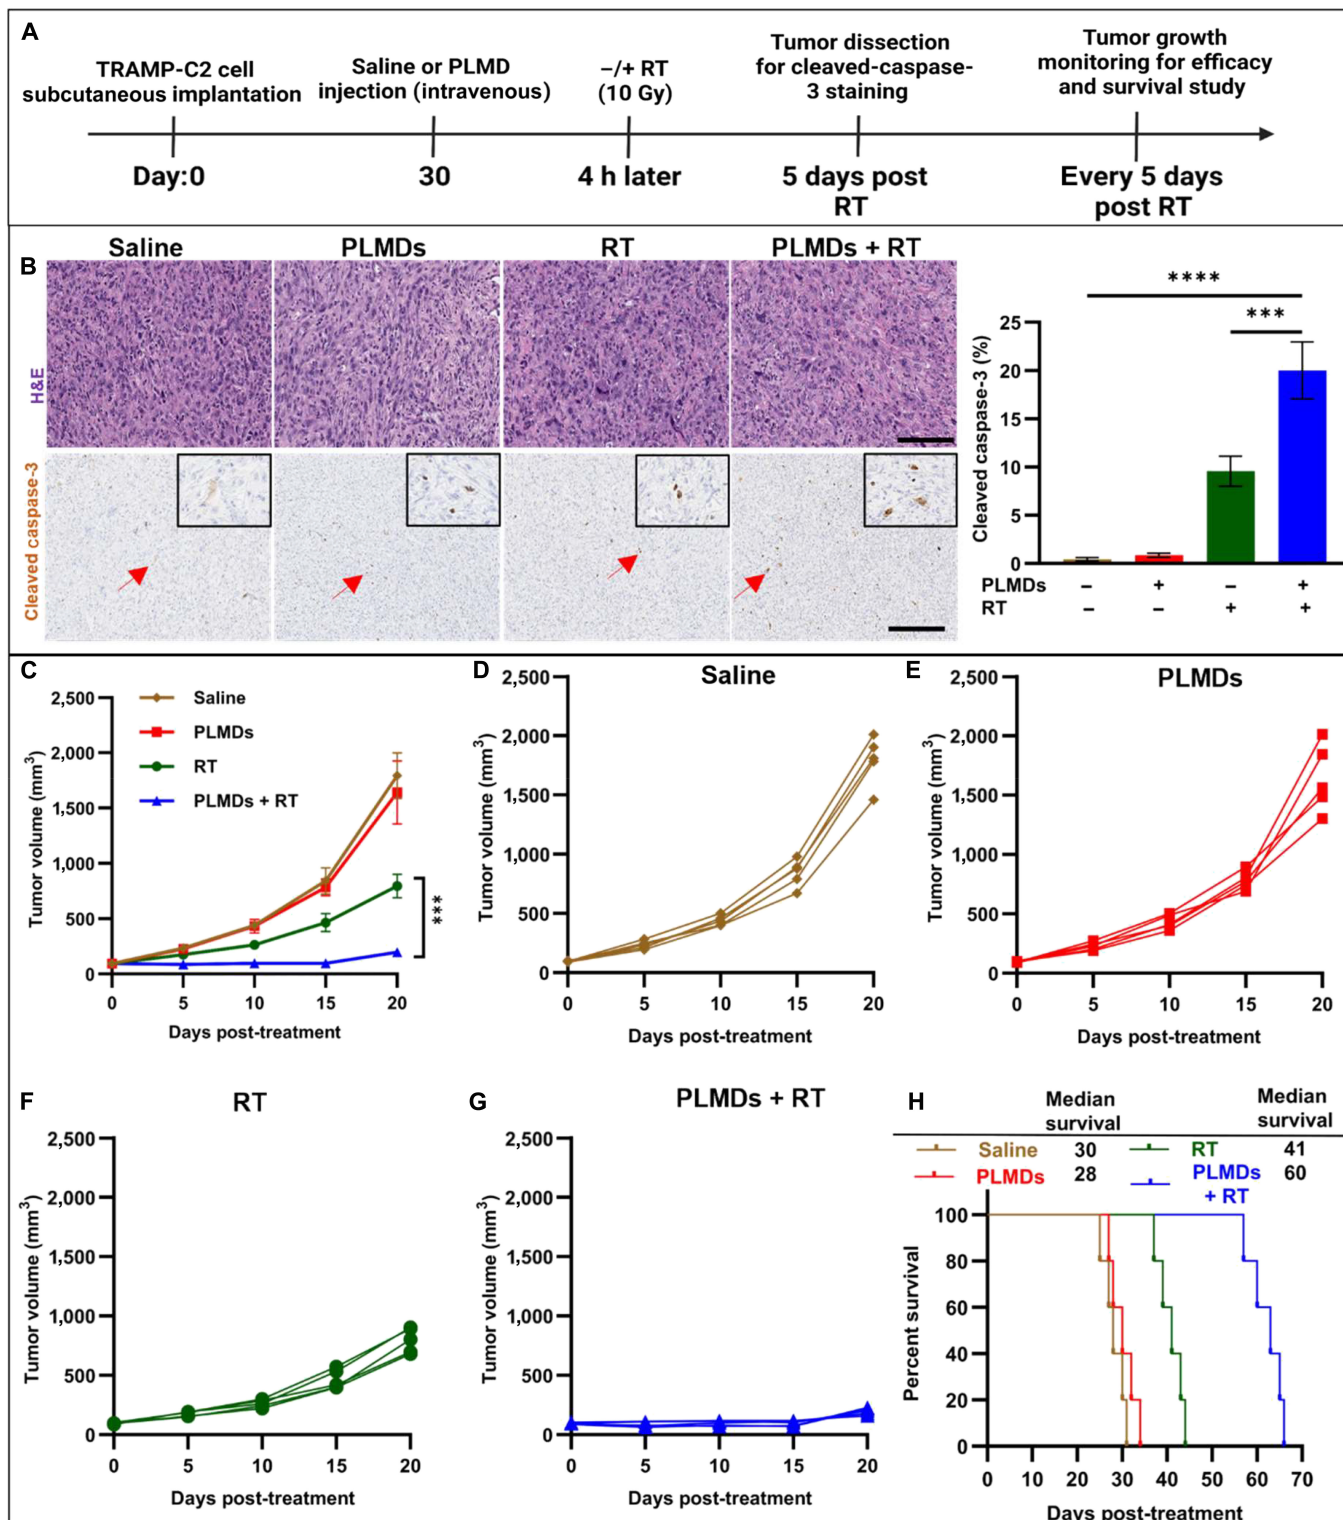 A
TRAMP-C2 cell
subcutaneous implantation
Saline or PLMD
injection (intravenous)
–/+ RT
(10 Gy)
Tumor dissection
for cleaved-caspase-
3 staining
Tumor growth
monitoring for efficacy
and survival study
Day:0
30
4 h later
5 days post
RT
Every 5 days
post RT
B
Saline
PLMDs
RT
PLMDs + RT
H&E
Cleaved caspase-3
****
***
Cleaved caspase-3 (%)
25
20
15
10
5
0
PLMDs – + – +
RT – – + +
C
Saline
PLMDs
RT
PLMDs + RT
Tumor volume (mm³)
2,500
2,000
1,500
1,000
500
0
***
0 5 10 15 20
Days post-treatment
D
Saline
Tumor volume (mm³)
2,500
2,000
1,500
1,000
500
0
0 5 10 15 20
Days post-treatment
E
PLMDs
Tumor volume (mm³)
2,500
2,000
1,500
1,000
500
0
0 5 10 15 20
Days post-treatment
F
RT
Tumor volume (mm³)
2,500
2,000
1,500
1,000
500
0
0 5 10 15 20
Days post-treatment
G
PLMDs + RT
Tumor volume (mm³)
2,500
2,000
1,500
1,000
500
0
0 5 10 15 20
Days post-treatment
H
Median
survival
Median
survival
Saline 30
RT 41
PLMDs 28
PLMDs
+ RT
60
Percent survival
100
80
60
40
20
0
0 10 20 30 40 50 60 70
Days post-treatment